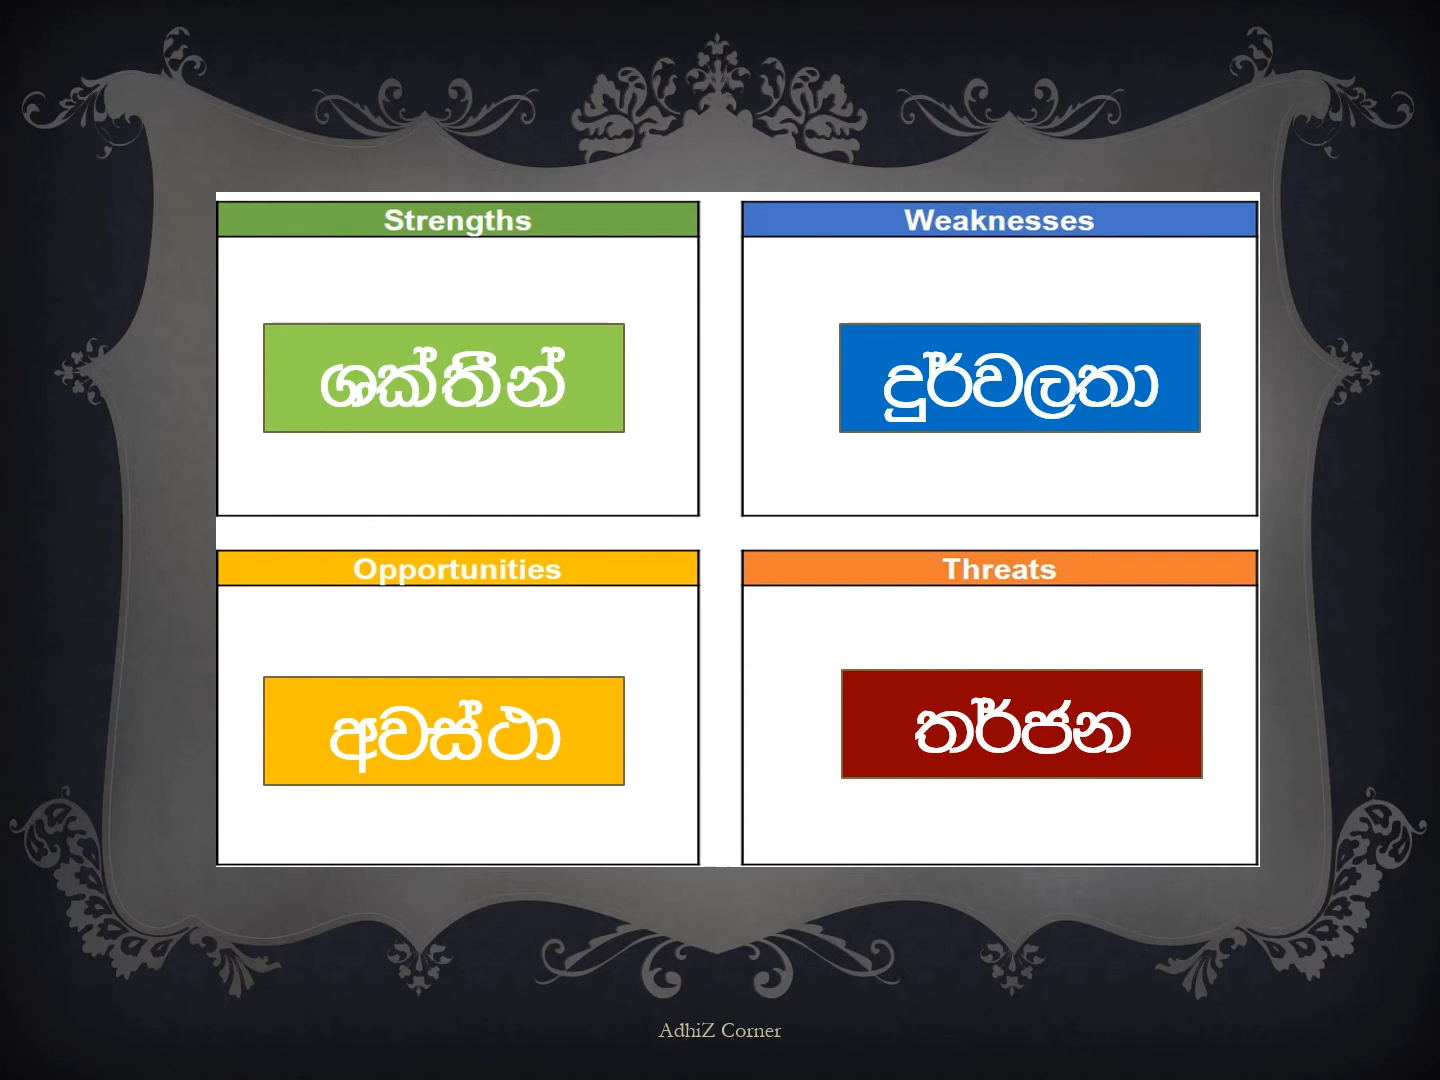 Strengths
Weaknesses
ශක්තීන්
දුර්වලතා
Opportunities
Threats
අවස්ථා
තර්ජන
AdhiZ Corner